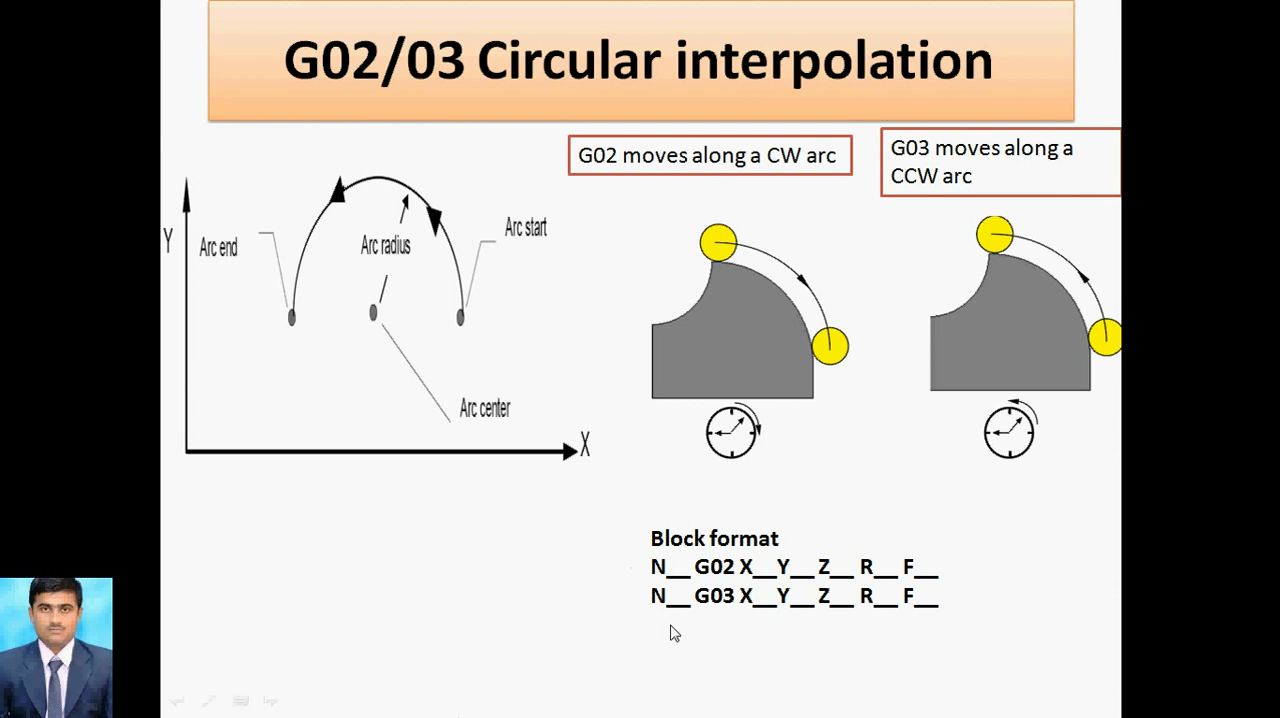 G02/03 Circular interpolation
G02 moves along a CW arc
G03 moves along a
CCW arc
Y
Arc end
Arc radius
Arc start
Arc center
X
Block format
N__ G02 X__Y__ Z__ R__ F__
N__ G03 X__Y__ Z__ R__ F__